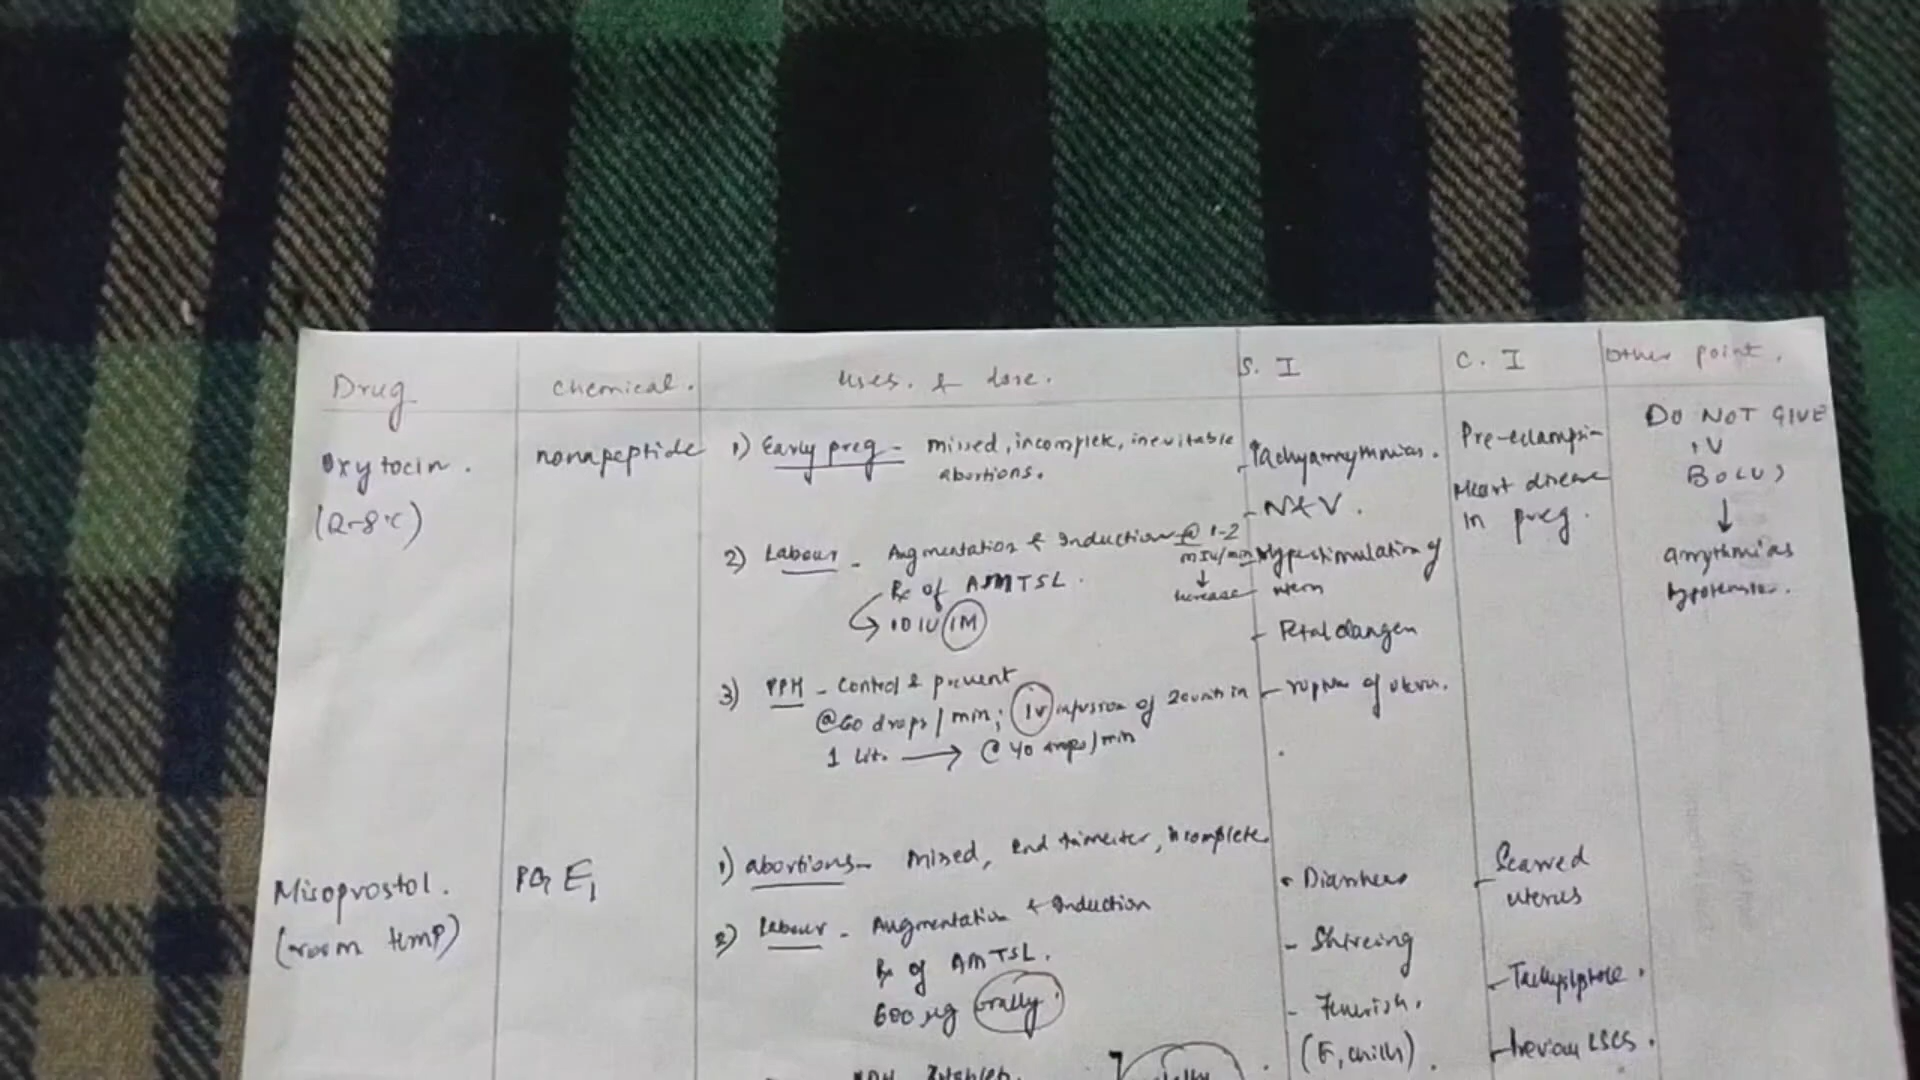 Drug
chemical.
uses. & dose.
S. I
C. I
Other point.
Oxytocin.
(2-8°C)
nonapeptide
1) Early preg - missed, incomplete, inevitable
abortions.
2) Labour - Augmentation & Induction @ 1-2
mIU/min
↓
increase
Rx of AMTSL.
10 IU IM
3) PPH - Control & prevent
@ 60 drops/min; IV infusion of 20 units in
1 lit. → @ 40 drops/min
- Tachyarrythmias.
- N & V.
- Hyperstimulation of
utern
- Fetal danger
- rupture of uterus.
Pre-eclampsi-
Heart disease
in preg.
DO NOT GIVE
IV
BOLUS
↓
arrythmias
hypotension.
Misoprostol.
(room temp)
PG E1
1) abortions - missed, 2nd trimester, incomplete
2) Labour - Augmentation & Induction
Rx of AMTSL.
600 µg orally.
- Diarrhea
- Shivering
- Feverish.
(F, chills).
- Scarred
uterus
- Previous LSCS.